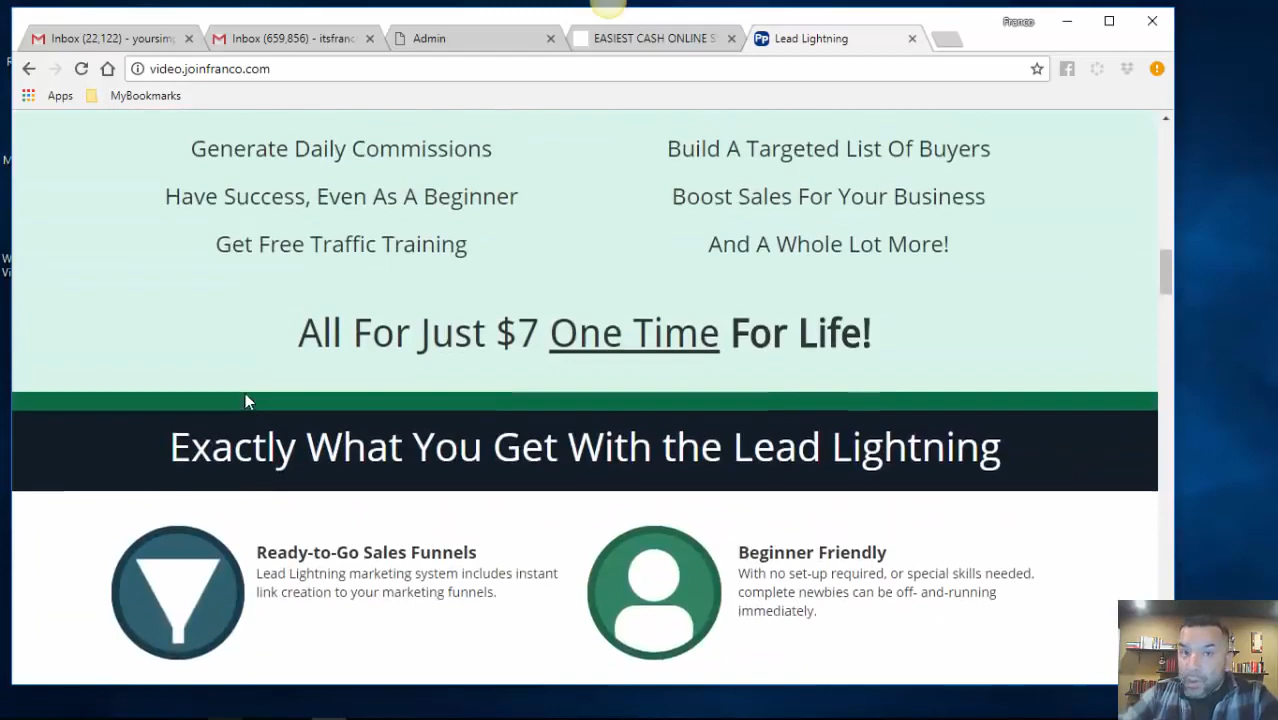 Franco
Inbox (22,122) - yoursim
Inbox (659,856) - itsfran
Admin
EASIEST CASH ONLINE S
Pp Lead Lightning
video.joinfranco.com
Apps
MyBookmarks
Generate Daily Commissions
Build A Targeted List Of Buyers
Have Success, Even As A Beginner
Boost Sales For Your Business
Get Free Traffic Training
And A Whole Lot More!
All For Just $7 One Time For Life!
Exactly What You Get With the Lead Lightning
Ready-to-Go Sales Funnels
Lead Lightning marketing system includes instant
link creation to your marketing funnels.
Beginner Friendly
With no set-up required, or special skills needed.
complete newbies can be off- and-running
immediately.